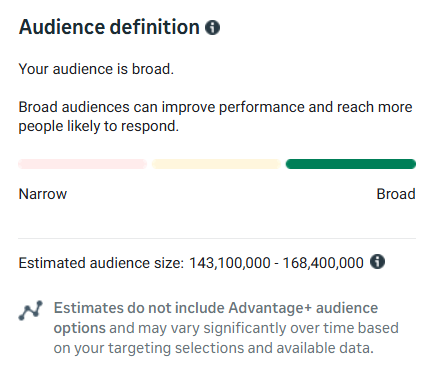 Audience definition
Your audience is broad.
Broad audiences can improve performance and reach more
people likely to respond.
Narrow
Broad
Estimated audience size: 143,100,000 - 168,400,000
Estimates do not include Advantage+ audience
options and may vary significantly over time based
on your targeting selections and available data.